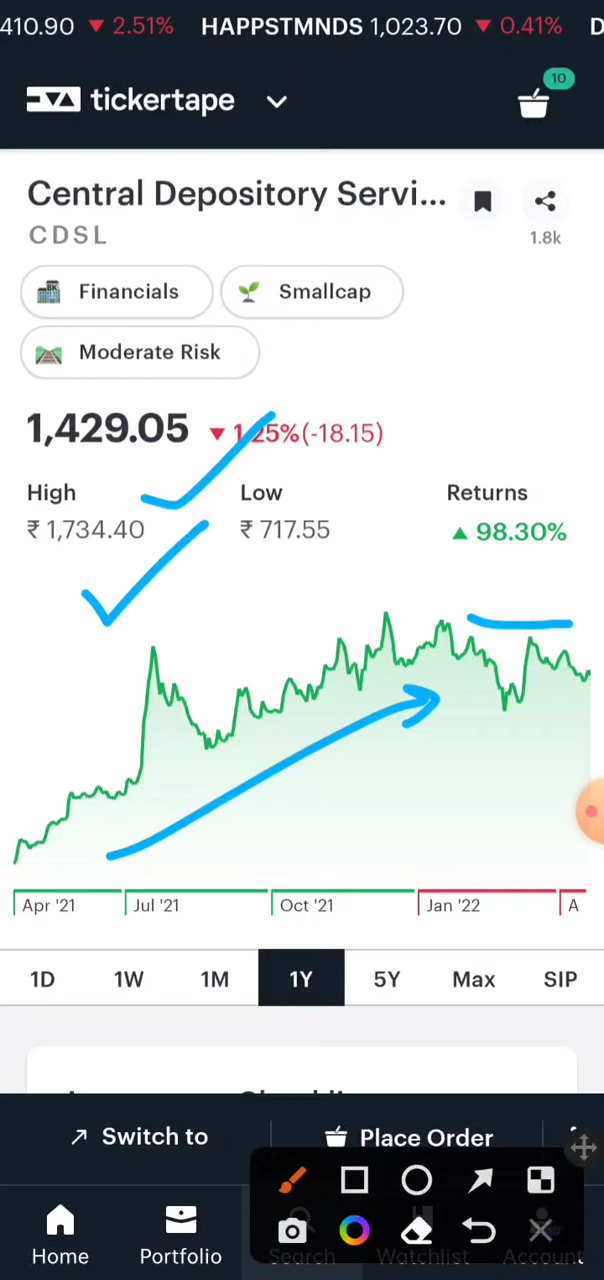 410.90 ▼ 2.51% HAPPSTMNDS 1,023.70 ▼ 0.41% D
10
tickertape
Central Depository Servi...
CDSL
1.8k
Financials
Smallcap
Moderate Risk
1,429.05 ▼ 1.25% (-18.15)
High Low Returns
₹ 1,734.40 ₹ 717.55 ▲ 98.30%
Apr '21 Jul '21 Oct '21 Jan '22 A
1D 1W 1M 1Y 5Y Max SIP
Switch to Place Order
Home Portfolio Search Watchlist Account